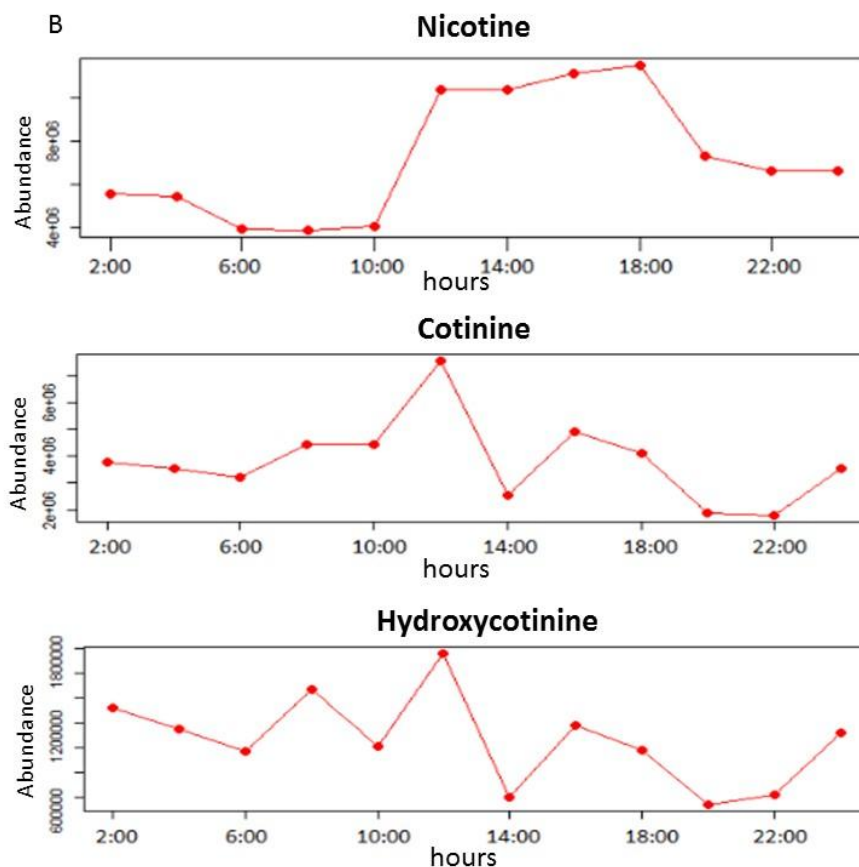 B
Nicotine
Abundance
8e+06
4e+06
2:00 6:00 10:00 14:00 18:00 22:00
hours
Cotinine
Abundance
6e+06
4e+06
2e+06
2:00 6:00 10:00 14:00 18:00 22:00
hours
Hydroxycotinine
Abundance
1800000
1200000
600000
2:00 6:00 10:00 14:00 18:00 22:00
hours